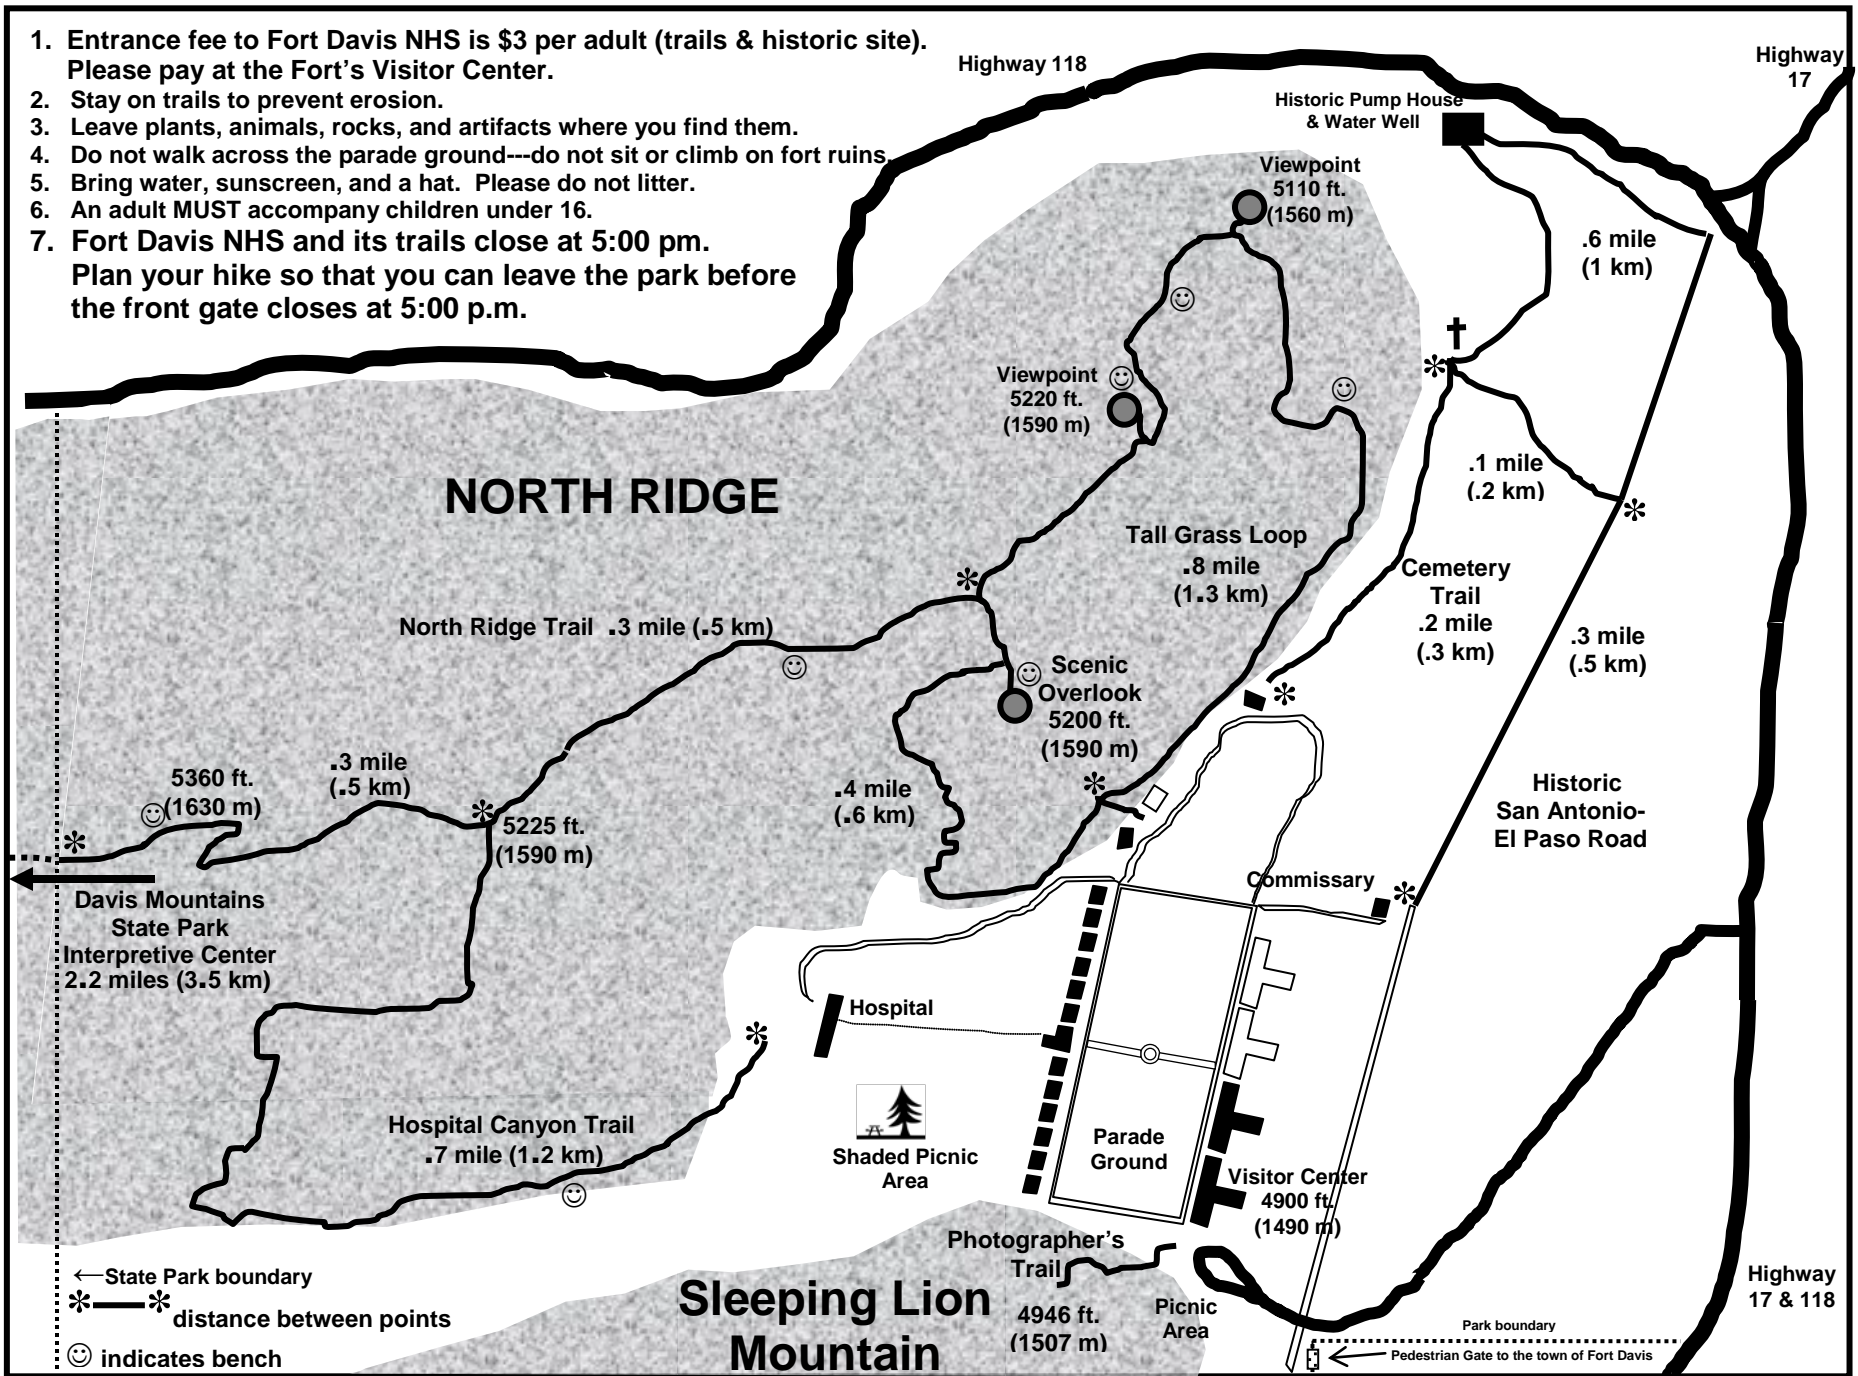 1. Entrance fee to Fort Davis NHS is $3 per adult (trails & historic site).
Please pay at the Fort's Visitor Center.
2. Stay on trails to prevent erosion.
3. Leave plants, animals, rocks, and artifacts where you find them.
4. Do not walk across the parade ground---do not sit or climb on fort ruins.
5. Bring water, sunscreen, and a hat. Please do not litter.
6. An adult MUST accompany children under 16.
7. Fort Davis NHS and its trails close at 5:00 pm.
Plan your hike so that you can leave the park before
the front gate closes at 5:00 p.m.
Highway 118
Highway
17
Historic Pump House
& Water Well
Viewpoint
5110 ft.
(1560 m)
.6 mile
(1 km)
Viewpoint
5220 ft.
(1590 m)
NORTH RIDGE
.1 mile
(.2 km)
Tall Grass Loop
.8 mile
(1.3 km)
Cemetery
Trail
.2 mile
(.3 km)
.3 mile
(.5 km)
North Ridge Trail .3 mile (.5 km)
Scenic
Overlook
5200 ft.
(1590 m)
5360 ft.
(1630 m)
.3 mile
(.5 km)
.4 mile
(.6 km)
5225 ft.
(1590 m)
Historic
San Antonio-
El Paso Road
Commissary
Davis Mountains
State Park
Interpretive Center
2.2 miles (3.5 km)
Hospital
Hospital Canyon Trail
.7 mile (1.2 km)
Shaded Picnic
Area
Parade
Ground
Visitor Center
4900 ft.
(1490 m)
Photographer's
Trail
4946 ft.
(1507 m)
Sleeping Lion
Mountain
Picnic
Area
Highway
17 & 118
Park boundary
Pedestrian Gate to the town of Fort Davis
←State Park boundary
distance between points
indicates bench